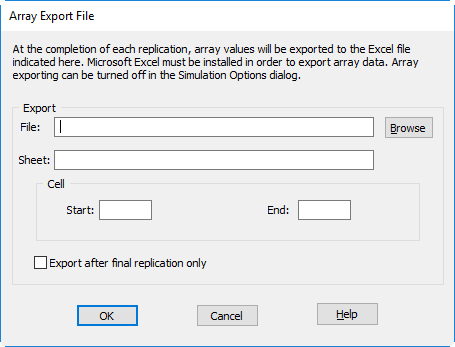 Array Export File
At the completion of each replication, array values will be exported to the Excel file
indicated here. Microsoft Excel must be installed in order to export array data. Array
exporting can be turned off in the Simulation Options dialog.
Export
File:
Browse
Sheet:
Cell
Start:
End:
Export after final replication only
OK
Cancel
Help